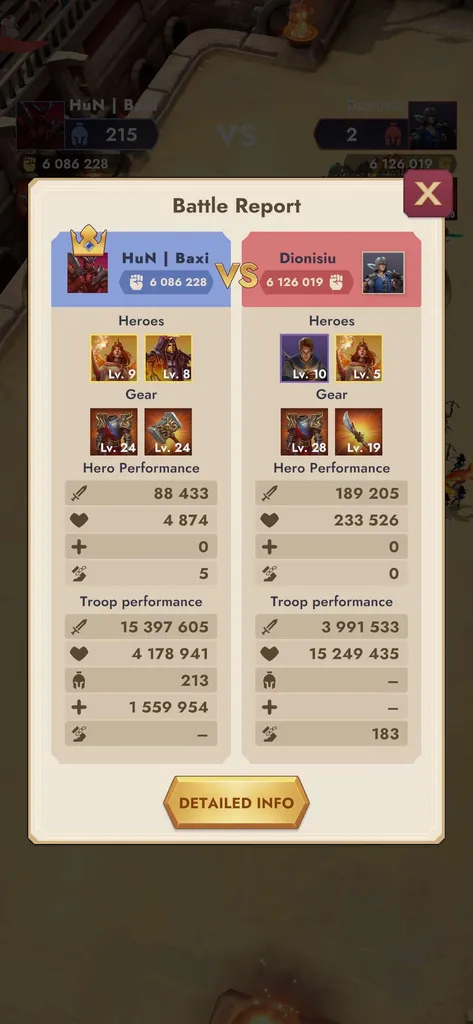 HuN | Baxi
Dionisiu
215
VS
2
6 086 228
6 126 019
Battle Report
X
HuN | Baxi
6 086 228
VS
Dionisiu
6 126 019
Heroes
Heroes
Lv. 9
Lv. 8
Lv. 10
Lv. 5
Gear
Gear
Lv. 24
Lv. 24
Lv. 28
Lv. 19
Hero Performance
Hero Performance
88 433
189 205
4 874
233 526
0
0
5
0
Troop performance
Troop performance
15 397 605
3 991 533
4 178 941
15 249 435
213
–
1 559 954
–
–
183
DETAILED INFO